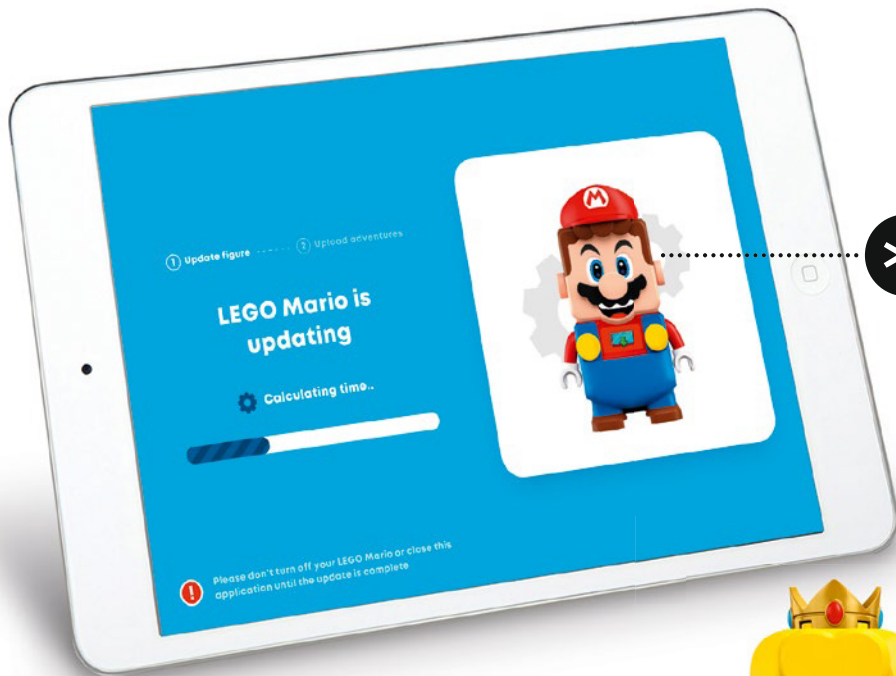 1 Update figure 2 Upload adventures
LEGO Mario is
updating
Calculating time..
! Please don't turn off your LEGO Mario or close this
application until the update is complete
M